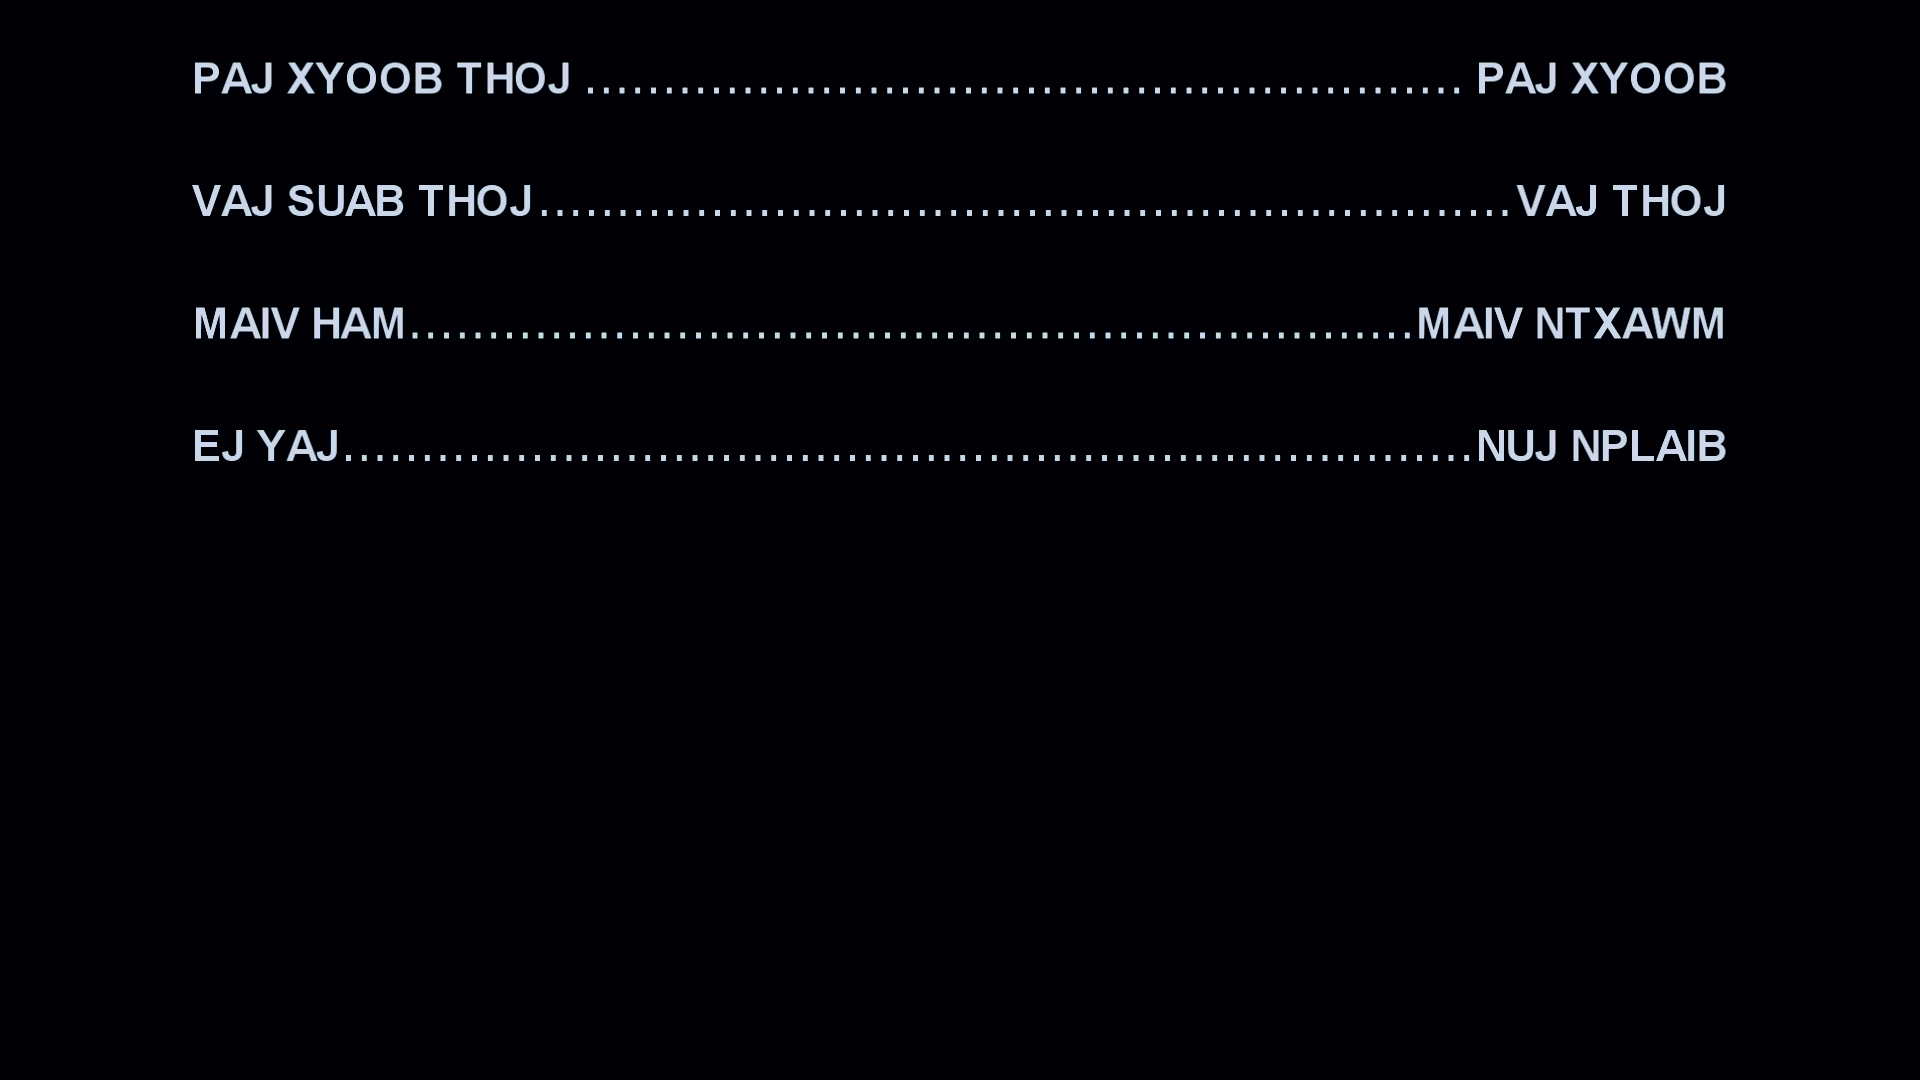 PAJ XYOOB THOJ ........................................................ PAJ XYOOB
VAJ SUAB THOJ..............................................................VAJ THOJ
MAIV HAM................................................................MAIV NTXAWM
EJ YAJ........................................................................NUJ NPLAIB